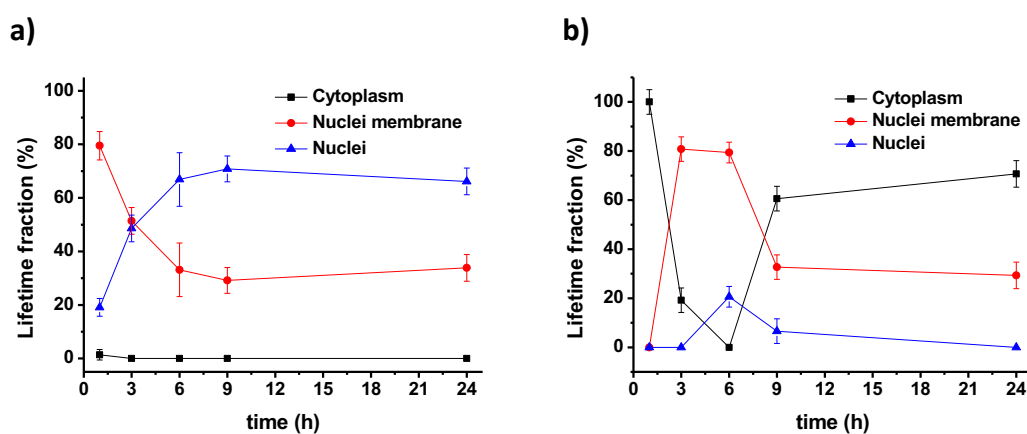 a)
100
80
60
40
20
0
Lifetime fraction (%)
Cytoplasm
Nuclei membrane
Nuclei
0 3 6 9 12 15 18 21 24
time (h)
b)
100
80
60
40
20
0
Lifetime fraction (%)
Cytoplasm
Nuclei membrane
Nuclei
0 3 6 9 12 15 18 21 24
time (h)